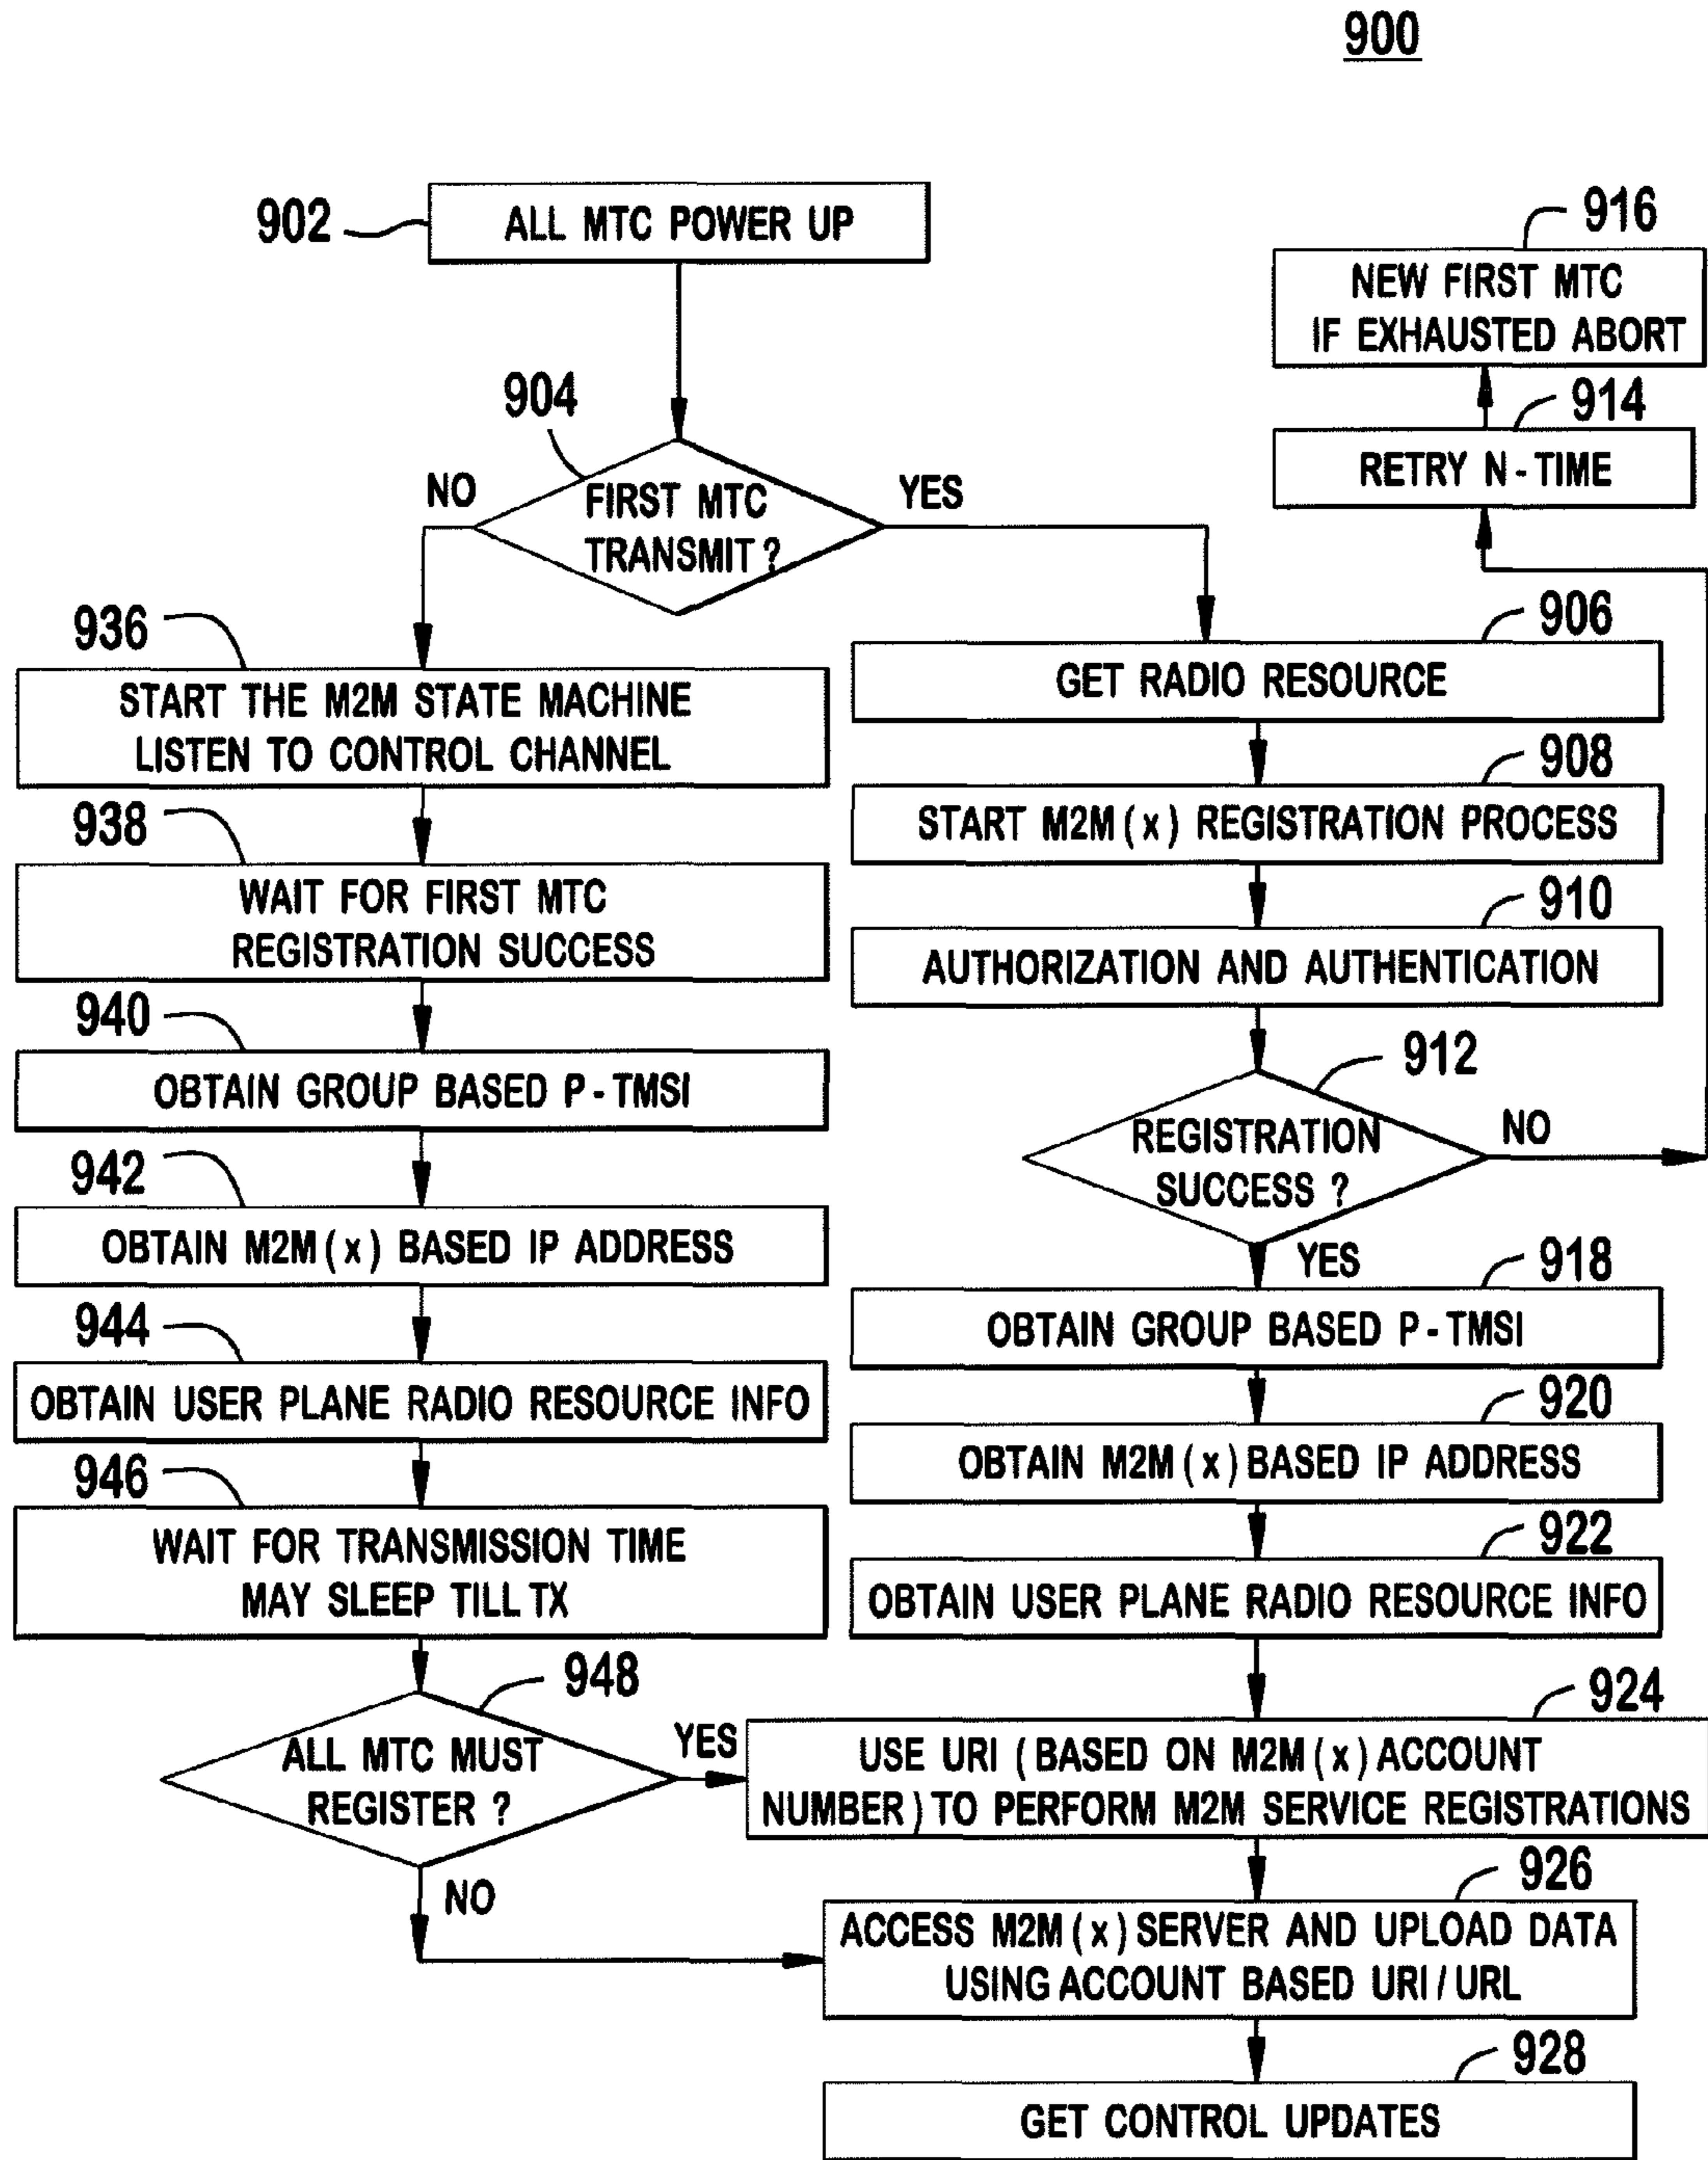 900
902
ALL MTC POWER UP
904
FIRST MTC
TRANSMIT ?
NO
YES
916
NEW FIRST MTC
IF EXHAUSTED ABORT
914
RETRY N - TIME
936
START THE M2M STATE MACHINE
LISTEN TO CONTROL CHANNEL
938
WAIT FOR FIRST MTC
REGISTRATION SUCCESS
940
OBTAIN GROUP BASED P - TMSI
942
OBTAIN M2M ( x ) BASED IP ADDRESS
944
OBTAIN USER PLANE RADIO RESOURCE INFO
946
WAIT FOR TRANSMISSION TIME
MAY SLEEP TILL TX
948
ALL MTC MUST
REGISTER ?
YES
NO
906
GET RADIO RESOURCE
908
START M2M ( x ) REGISTRATION PROCESS
910
AUTHORIZATION AND AUTHENTICATION
912
REGISTRATION
SUCCESS ?
NO
YES
918
OBTAIN GROUP BASED P - TMSI
920
OBTAIN M2M ( x ) BASED IP ADDRESS
922
OBTAIN USER PLANE RADIO RESOURCE INFO
924
USE URI ( BASED ON M2M ( x ) ACCOUNT
NUMBER ) TO PERFORM M2M SERVICE REGISTRATIONS
926
ACCESS M2M ( x ) SERVER AND UPLOAD DATA
USING ACCOUNT BASED URI / URL
928
GET CONTROL UPDATES